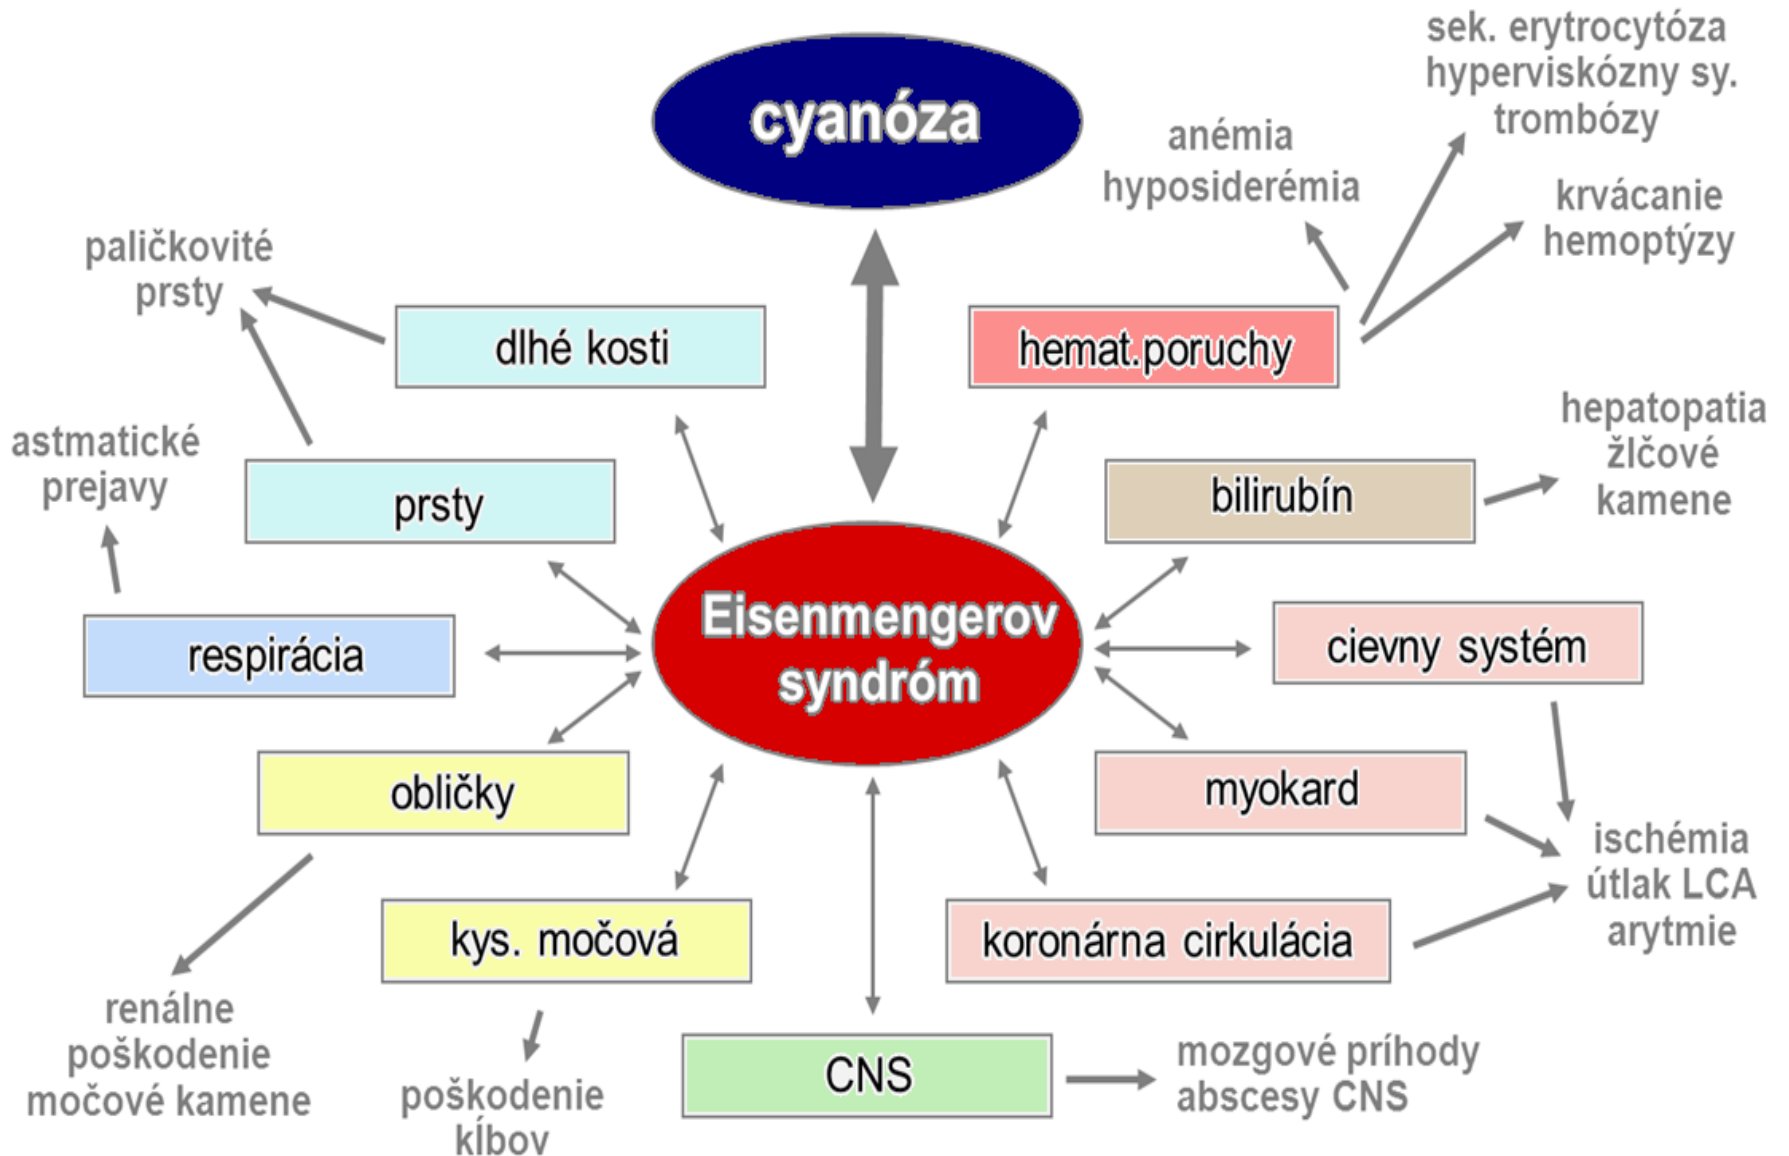 cyanóza
sek. erytrocytóza
hyperviskózny sy.
trombózy
anémia
hyposiderémia
krvácanie
hemoptýzy
paličkovité
prsty
dlhé kosti
hemat.poruchy
astmatické
prejavy
prsty
bilirubín
hepatopatia
žlčové
kamene
respirácia
Eisenmengerov
syndróm
cievny systém
obličky
myokard
ischémia
útlak LCA
arytmie
kys. močová
koronárna cirkulácia
renálne
poškodenie
močové kamene
poškodenie
kĺbov
CNS
mozgové príhody
abscesy CNS